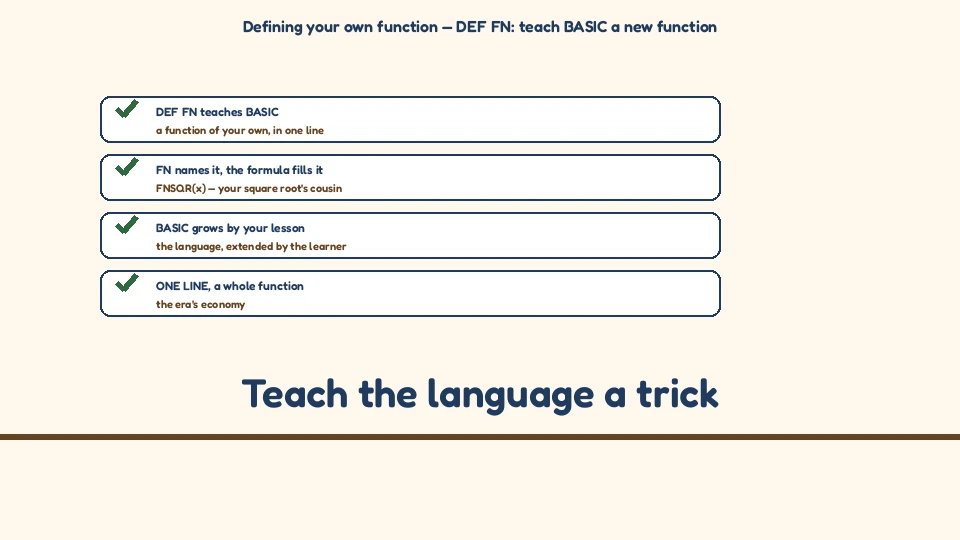 Defining your own function — DEF FN: teach BASIC a new function
DEF FN teaches BASIC
a function of your own, in one line
FN names it, the formula fills it
FNSQR(x) — your square root's cousin
BASIC grows by your lesson
the language, extended by the learner
ONE LINE, a whole function
the era's economy
Teach the language a trick